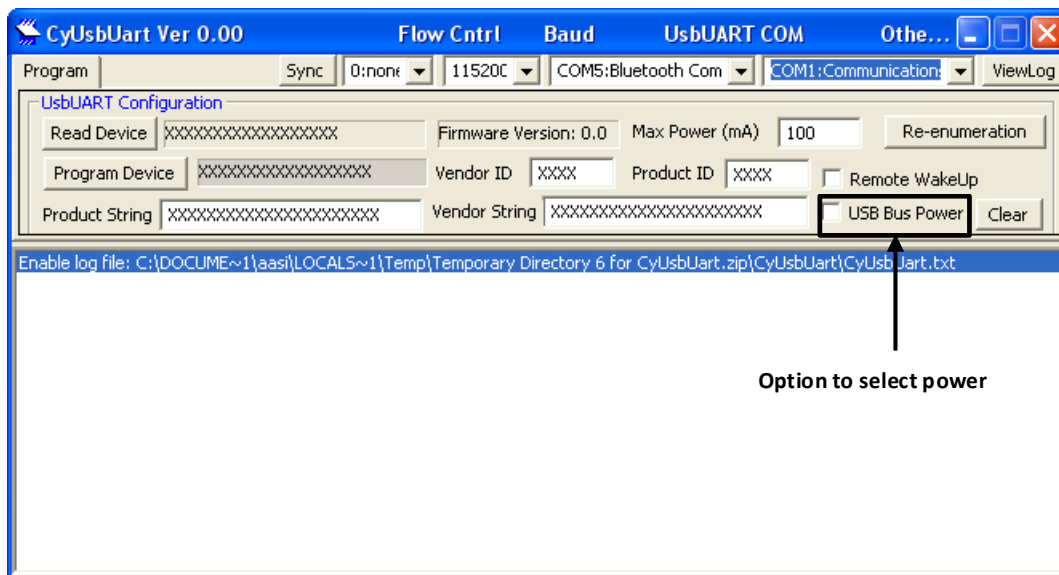 CyUsbUart Ver 0.00 Flow Cntrl Baud UsbUART COM Othe...
Program Sync 0:none 11520C COM5:Bluetooth Com COM1:Communication: ViewLog
UsbUART Configuration
Read Device XXXXXXXXXXXXXXXXXX Firmware Version: 0.0 Max Power (mA) 100 Re-enumeration
Program Device XXXXXXXXXXXXXXXXXX Vendor ID XXXX Product ID XXXX Remote WakeUp
Product String XXXXXXXXXXXXXXXXXXXXXX Vendor String XXXXXXXXXXXXXXXXXXXXXX USB Bus Power Clear
Enable log file: C:\DOCUME~1\aasi\LOCALS~1\Temp\Temporary Directory 6 for CyUsbUart.zip\CyUsbUart\CyUsbUart.txt
Option to select power